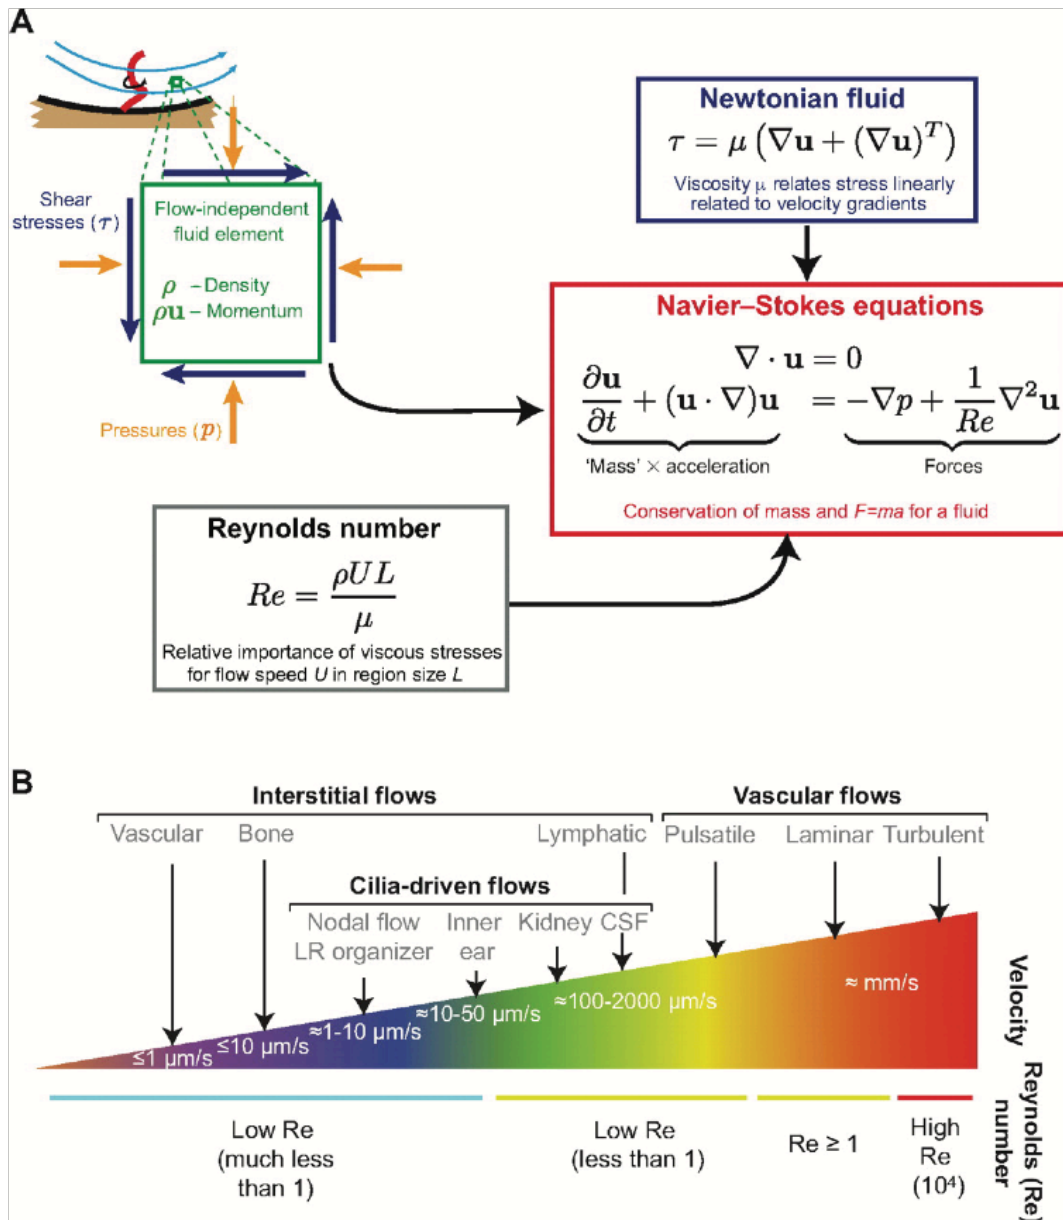 A
Shear
stresses (τ)
Flow-independent
fluid element
ρ – Density
ρu – Momentum
Pressures (p)
Newtonian fluid
τ = μ (∇u + (∇u)^T)
Viscosity μ relates stress linearly
related to velocity gradients
Navier–Stokes equations
∇ · u = 0
∂u/∂t + (u · ∇)u = −∇p + 1/Re ∇²u
'Mass' × acceleration
Forces
Conservation of mass and F=ma for a fluid
Reynolds number
Re = ρUL/μ
Relative importance of viscous stresses
for flow speed U in region size L
B
Interstitial flows
Vascular flows
Vascular
Bone
Lymphatic
Pulsatile
Laminar
Turbulent
Cilia-driven flows
Nodal flow
LR organizer
Inner
ear
Kidney
CSF
≤1 μm/s
≤10 μm/s
≈1-10 μm/s
≈10-50 μm/s
≈100-2000 μm/s
≈ mm/s
Velocity
Low Re
(much less
than 1)
Low Re
(less than 1)
Re ≥ 1
High
Re
(10⁴)
Reynolds (Re)
number